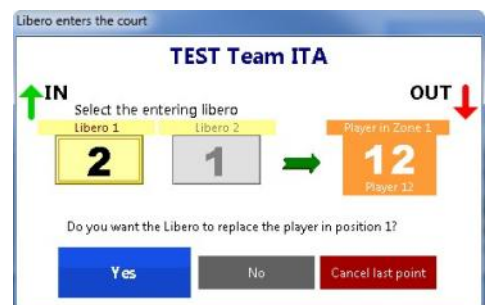 Libero enters the court
TEST Team ITA
IN
OUT
Select the entering libero
Libero 1
Libero 2
Player in Zone 1
2
1
12
Player 12
Do you want the Libero to replace the player in position 1?
Yes
No
Cancel last point